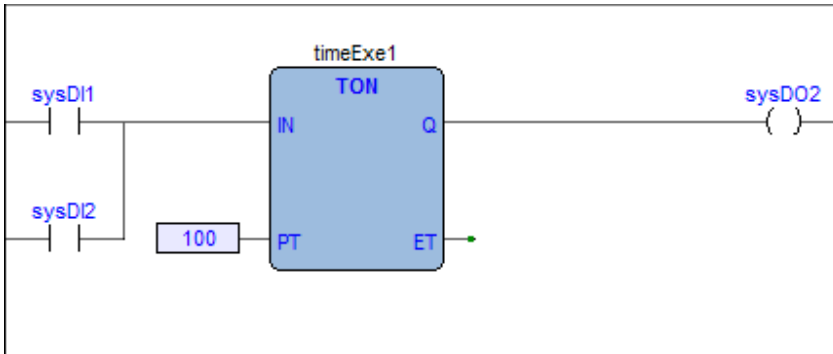 timeExe1
TON
sysDI1
sysDO2
IN
Q
sysDI2
100
PT
ET